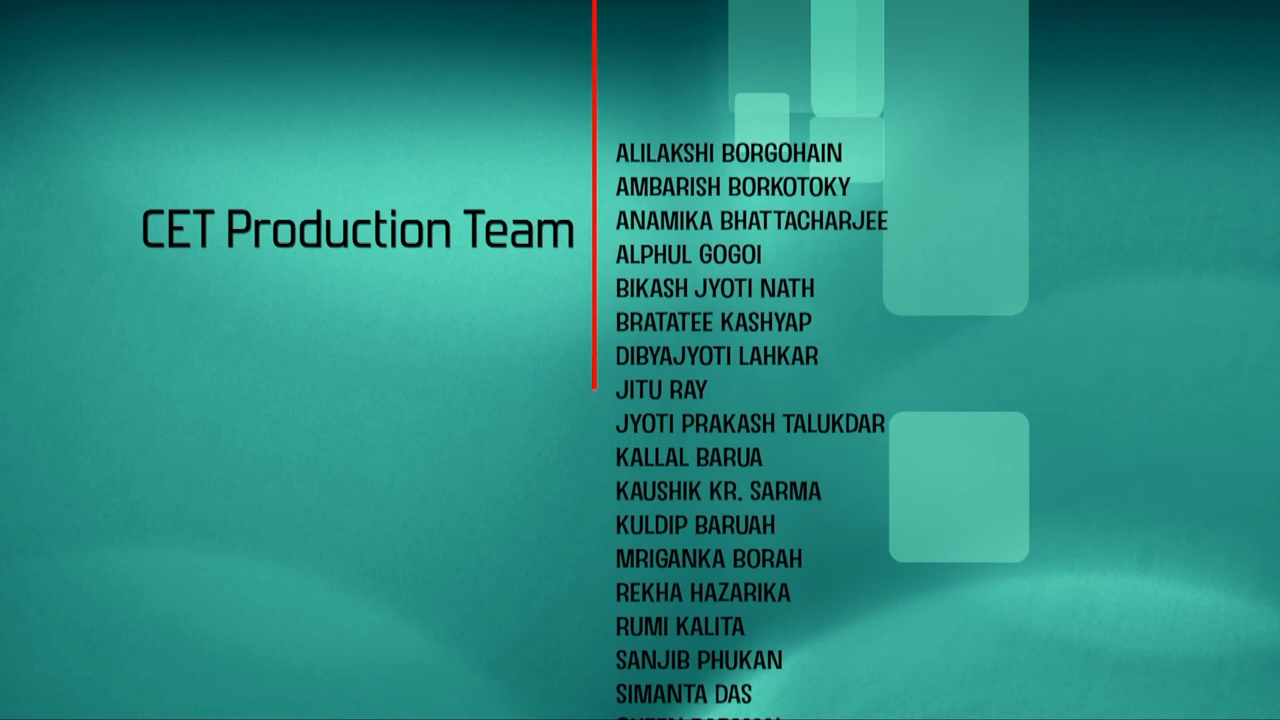 CET Production Team
ALILAKSHI BORGOHAIN
AMBARISH BORKOTOKY
ANAMIKA BHATTACHARJEE
ALPHUL GOGOI
BIKASH JYOTI NATH
BRATATEE KASHYAP
DIBYAJYOTI LAHKAR
JITU RAY
JYOTI PRAKASH TALUKDAR
KALLAL BARUA
KAUSHIK KR. SARMA
KULDIP BARUAH
MRIGANKA BORAH
REKHA HAZARIKA
RUMI KALITA
SANJIB PHUKAN
SIMANTA DAS